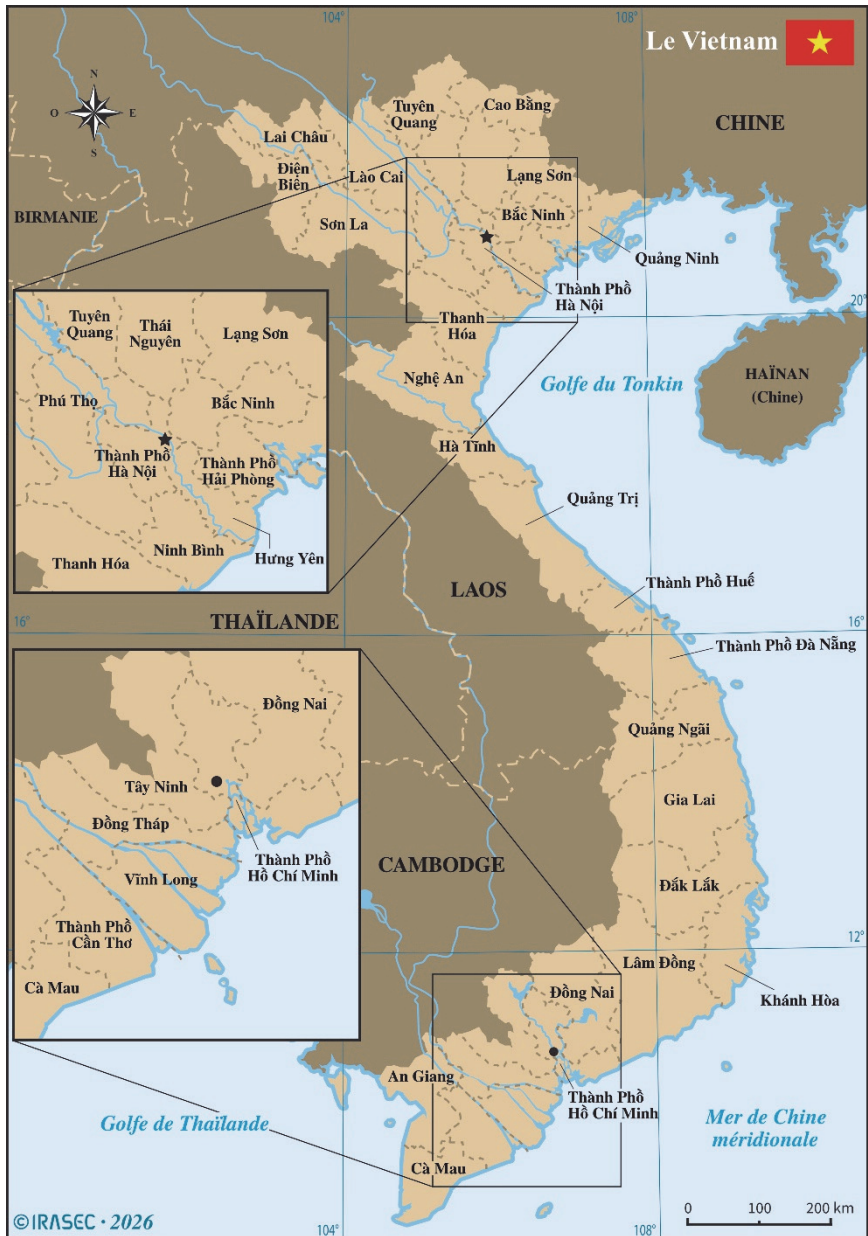 104°
108°
Le Vietnam
N
O
E
S
CHINE
BIRMANIE
Lai Châu
Tuyên
Quang
Cao Bằng
Điện
Biên
Lào Cai
Lạng Sơn
Sơn La
Bắc Ninh
Quảng Ninh
Thành Phố
Hà Nội
20°
Thanh
Hóa
Nghệ An
Golfe du Tonkin
HAÏNAN
(Chine)
Hà Tĩnh
Quảng Trị
Tuyên
Quang
Thái
Nguyên
Lạng Sơn
Phú Thọ
Bắc Ninh
Thành Phố
Hà Nội
Thành Phố
Hải Phòng
Ninh Bình
Hưng Yên
Thanh Hóa
LAOS
THAÏLANDE
Thành Phố Huế
16°
16°
Thành Phố Đà Nẵng
Quảng Ngãi
Gia Lai
Đắk Lắk
CAMBODGE
Đồng Nai
Tây Ninh
Đồng Tháp
Thành Phố
Hồ Chí Minh
Vĩnh Long
Thành Phố
Cần Thơ
Cà Mau
12°
Lâm Đồng
Khánh Hòa
Đồng Nai
An Giang
Thành Phố
Hồ Chí Minh
Cà Mau
Golfe de Thaïlande
Mer de Chine
méridionale
©IRASEC · 2026
104°
108°
0 100 200 km